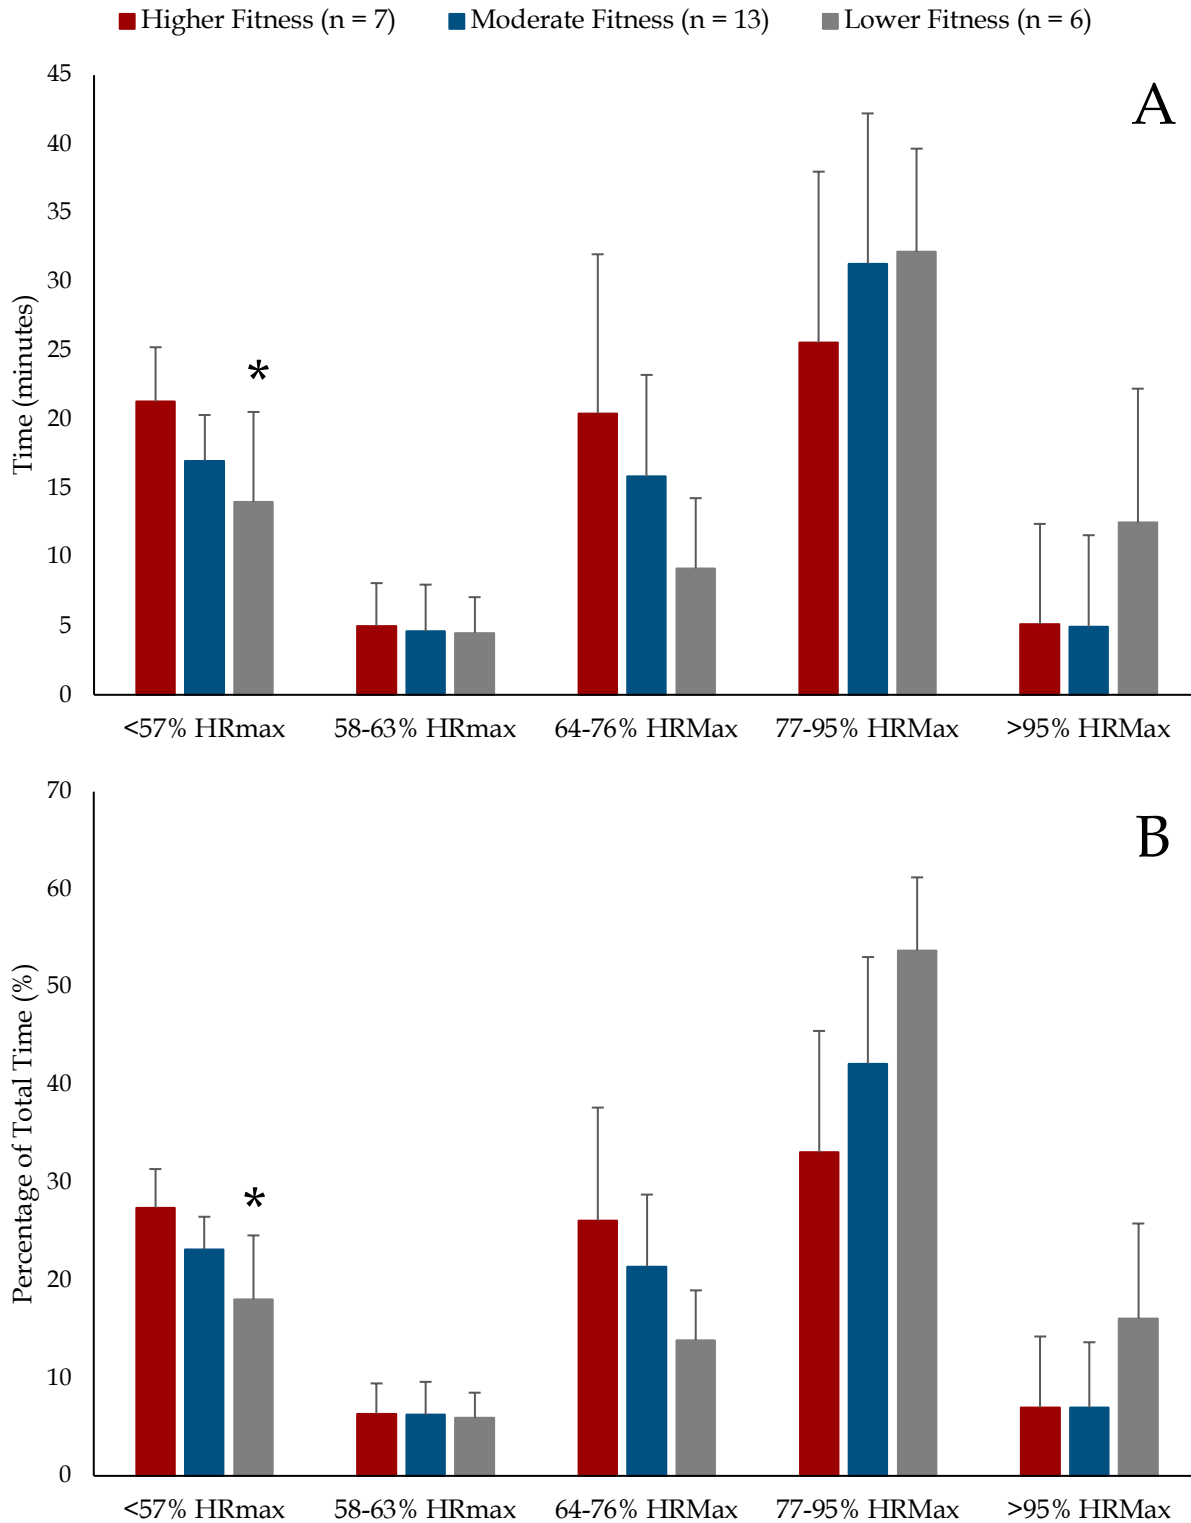 Higher Fitness (n = 7) Moderate Fitness (n = 13) Lower Fitness (n = 6)
A
45
40
35
30
25
20
15
10
5
0
Time (minutes)
*
<57% HRmax 58-63% HRmax 64-76% HRMax 77-95% HRMax >95% HRMax
B
70
60
50
40
30
20
10
0
Percentage of Total Time (%)
*
<57% HRmax 58-63% HRmax 64-76% HRMax 77-95% HRMax >95% HRMax